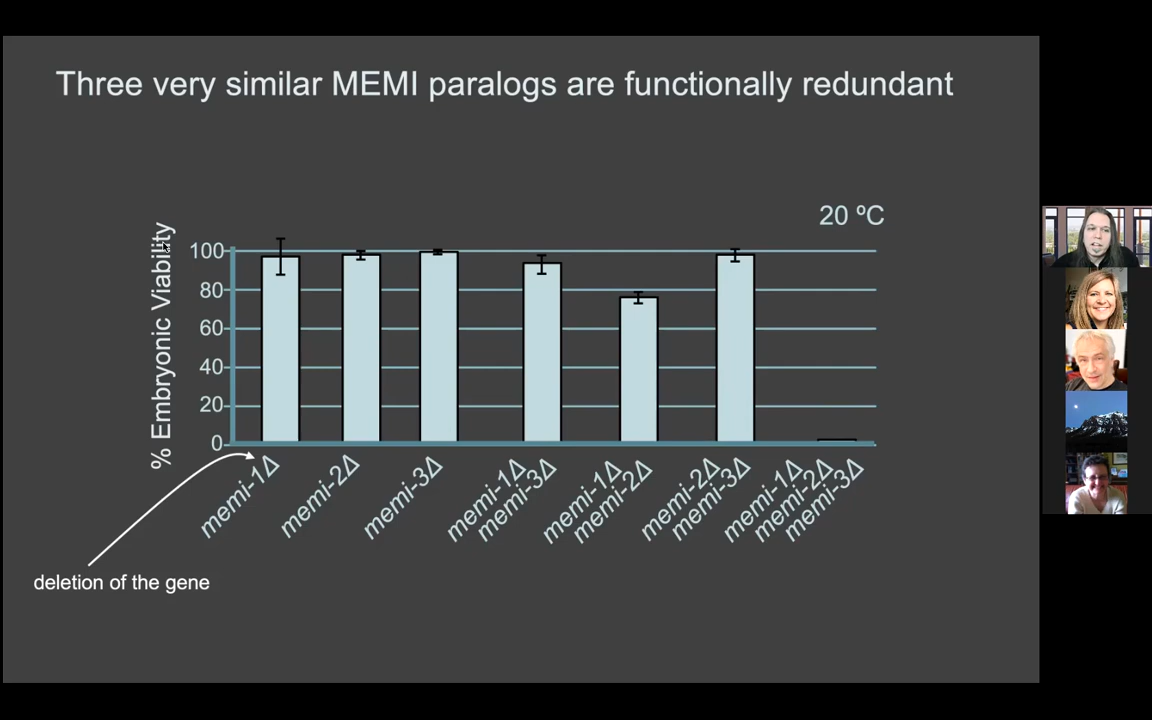 Three very similar MEMI paralogs are functionally redundant
20 ºC
% Embryonic Viability
100
80
60
40
20
0
memi-1Δ
memi-2Δ
memi-3Δ
memi-1Δ
memi-3Δ
memi-1Δ
memi-2Δ
memi-2Δ
memi-3Δ
memi-1Δ
memi-2Δ
memi-3Δ
deletion of the gene